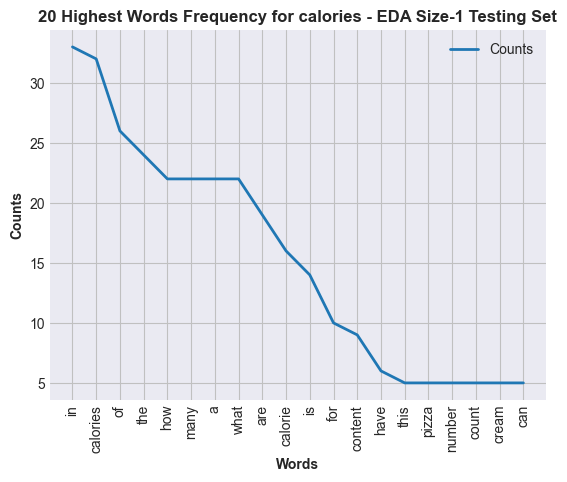 20 Highest Words Frequency for calories - EDA Size-1 Testing Set
Counts
30
25
20
15
10
5
Counts
in
calories
of
the
how
many
a
what
are
calorie
is
for
content
have
this
pizza
number
count
cream
can
Words